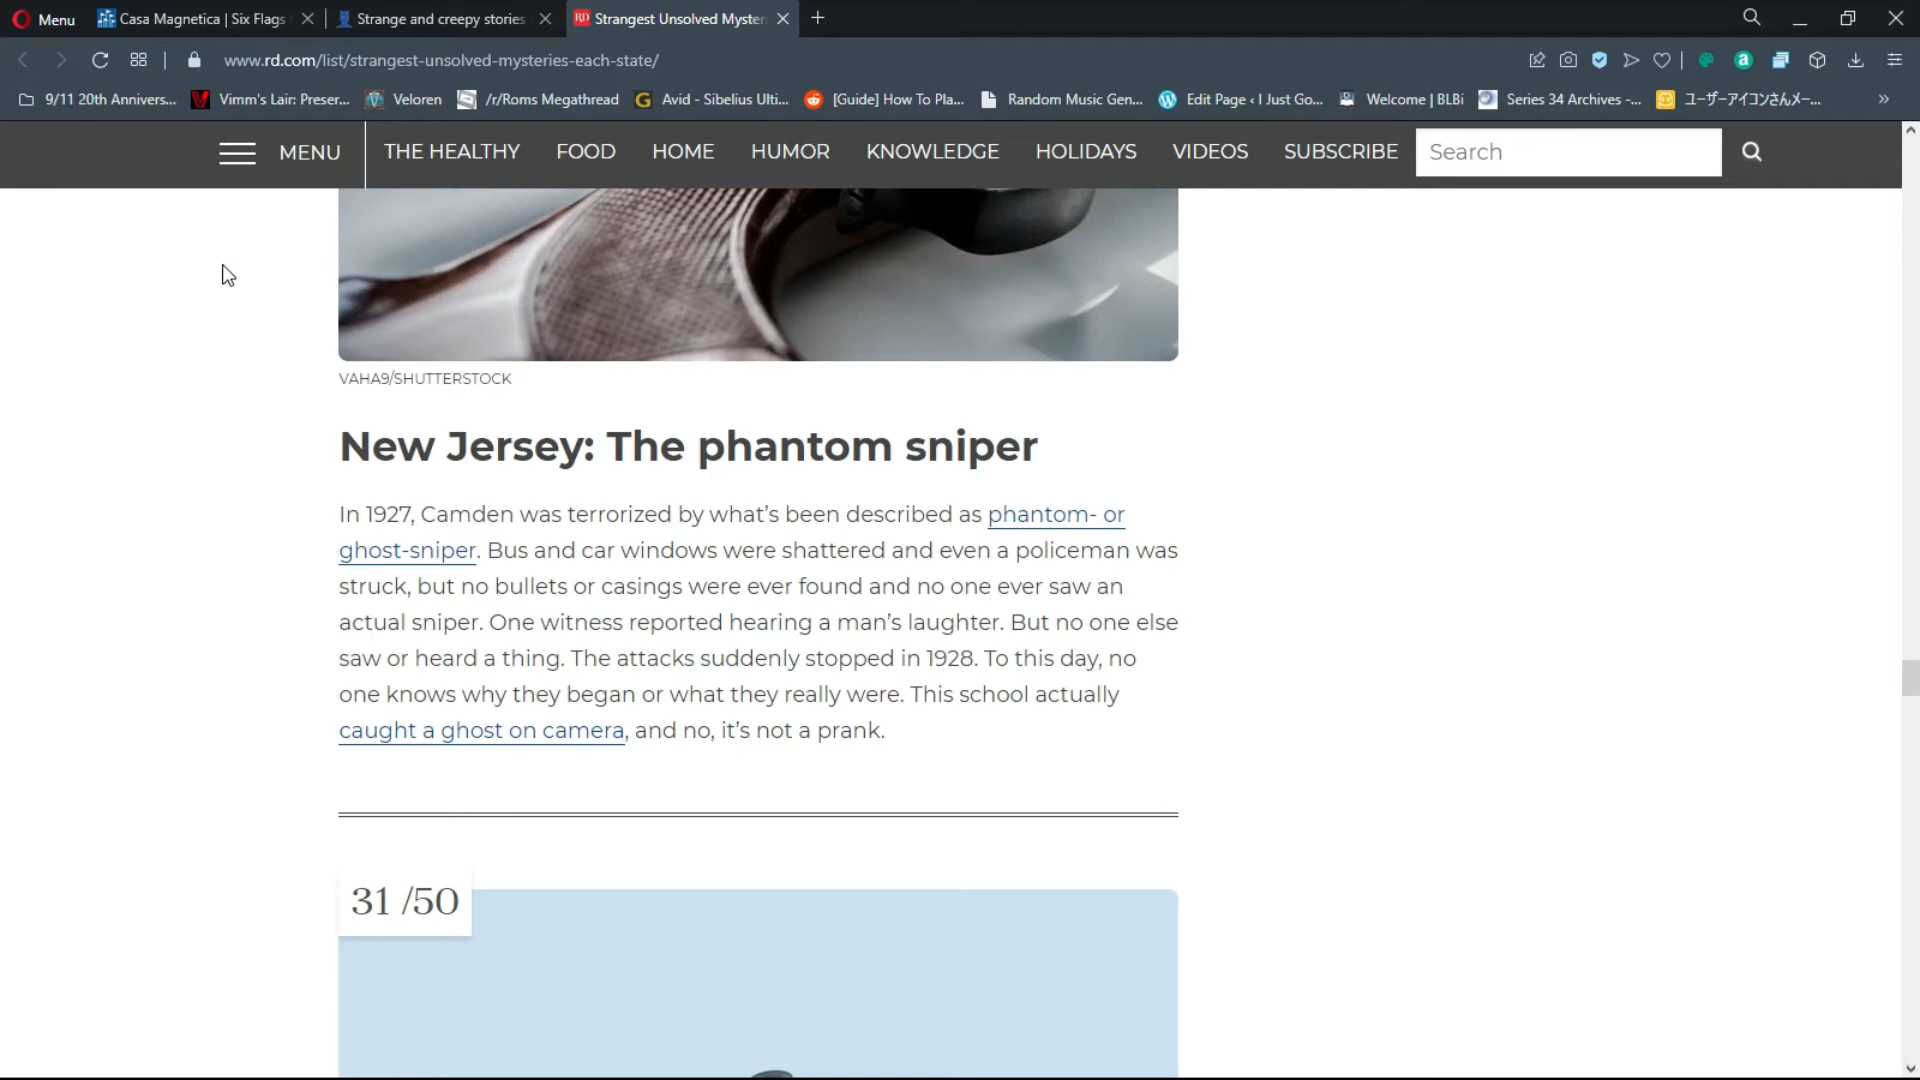 Menu
Casa Magnetica | Six Flags
Strange and creepy stories
RD
Strangest Unsolved Myster
www.rd.com/list/strangest-unsolved-mysteries-each-state/
9/11 20th Annivers...
Vimm's Lair: Preser...
Veloren
/r/Roms Megathread
Avid - Sibelius Ulti...
[Guide] How To Pla...
Random Music Gen...
Edit Page ‹ I Just Go...
Welcome | BLBi
Series 34 Archives -...
ユーザーアイコンさんメー...
MENU
THE HEALTHY
FOOD
HOME
HUMOR
KNOWLEDGE
HOLIDAYS
VIDEOS
SUBSCRIBE
Search
VAHA9/SHUTTERSTOCK
New Jersey: The phantom sniper
In 1927, Camden was terrorized by what's been described as phantom- or
ghost-sniper. Bus and car windows were shattered and even a policeman was
struck, but no bullets or casings were ever found and no one ever saw an
actual sniper. One witness reported hearing a man's laughter. But no one else
saw or heard a thing. The attacks suddenly stopped in 1928. To this day, no
one knows why they began or what they really were. This school actually
caught a ghost on camera, and no, it's not a prank.
31 /50